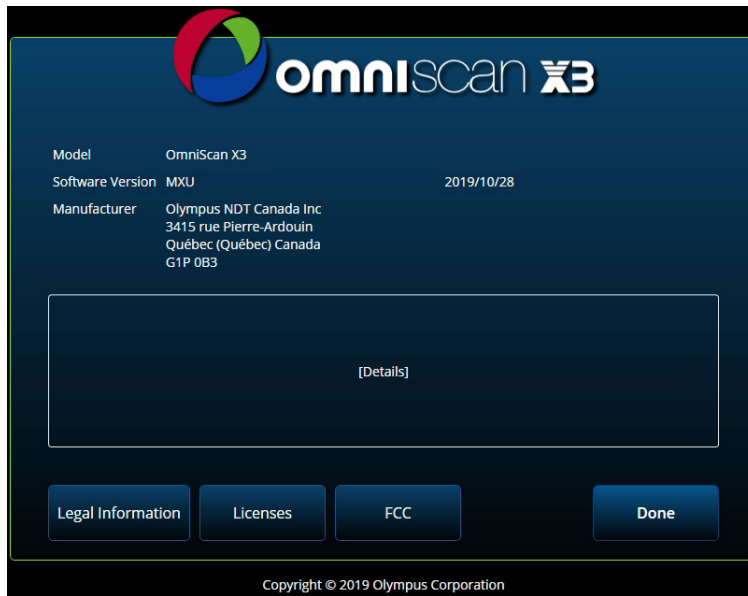 omniscan X3
Model OmniScan X3
Software Version MXU 2019/10/28
Manufacturer Olympus NDT Canada Inc
3415 rue Pierre-Ardouin
Québec (Québec) Canada
G1P 0B3
[Details]
Legal Information Licenses FCC Done
Copyright © 2019 Olympus Corporation